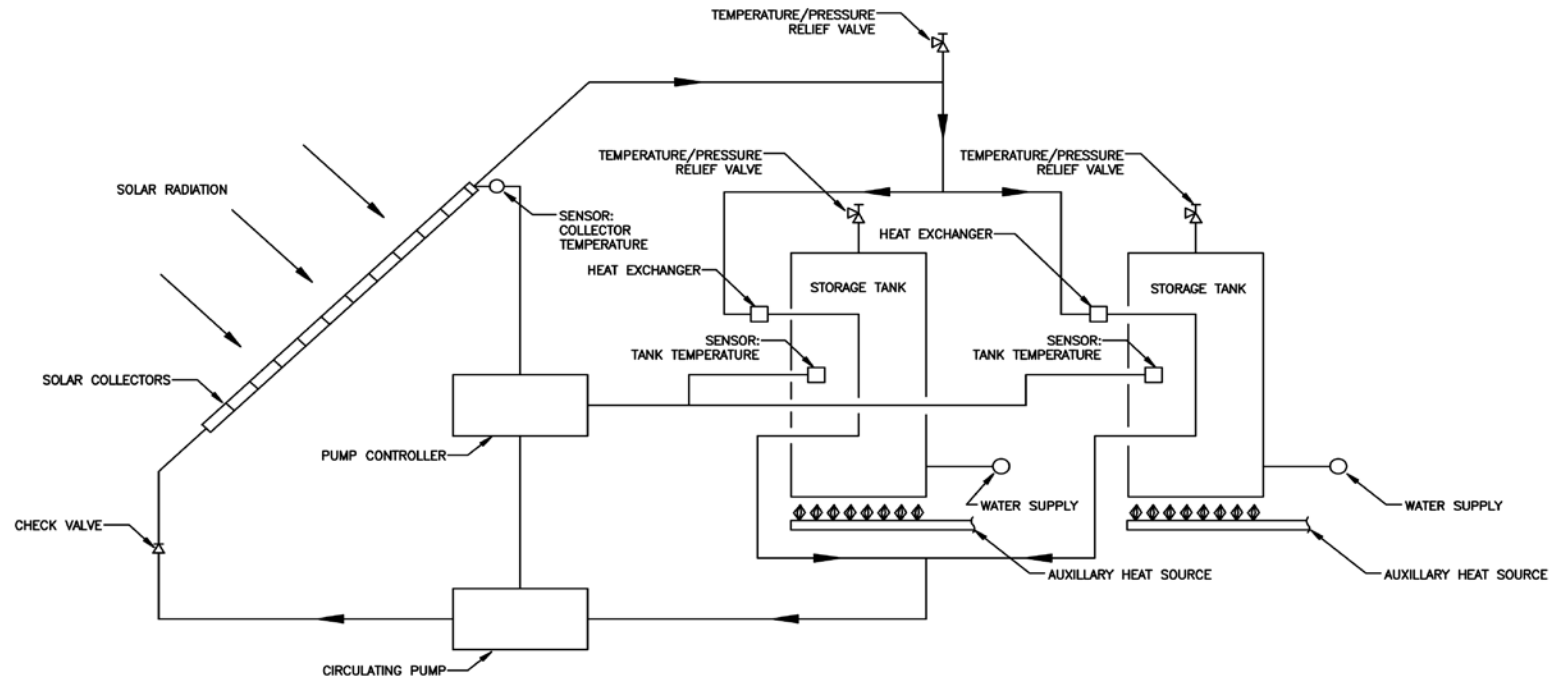 TEMPERATURE/PRESSURE
RELIEF VALVE
TEMPERATURE/PRESSURE
RELIEF VALVE
TEMPERATURE/PRESSURE
RELIEF VALVE
SOLAR RADIATION
SENSOR:
COLLECTOR
TEMPERATURE
HEAT EXCHANGER
HEAT EXCHANGER
STORAGE TANK
STORAGE TANK
SENSOR:
TANK TEMPERATURE
SENSOR:
TANK TEMPERATURE
SOLAR COLLECTORS
PUMP CONTROLLER
WATER SUPPLY
WATER SUPPLY
CHECK VALVE
AUXILLARY HEAT SOURCE
AUXILLARY HEAT SOURCE
CIRCULATING PUMP